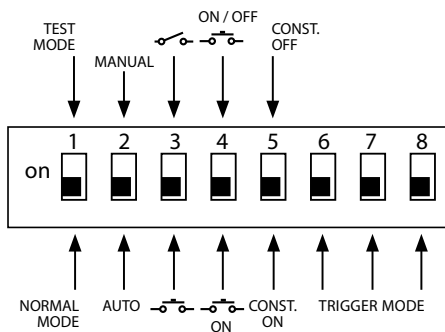 ON / OFF
TEST
MODE
CONST.
OFF
MANUAL
1 2 3 4 5 6 7 8
on
NORMAL
MODE
AUTO
ON
CONST.
ON
TRIGGER MODE